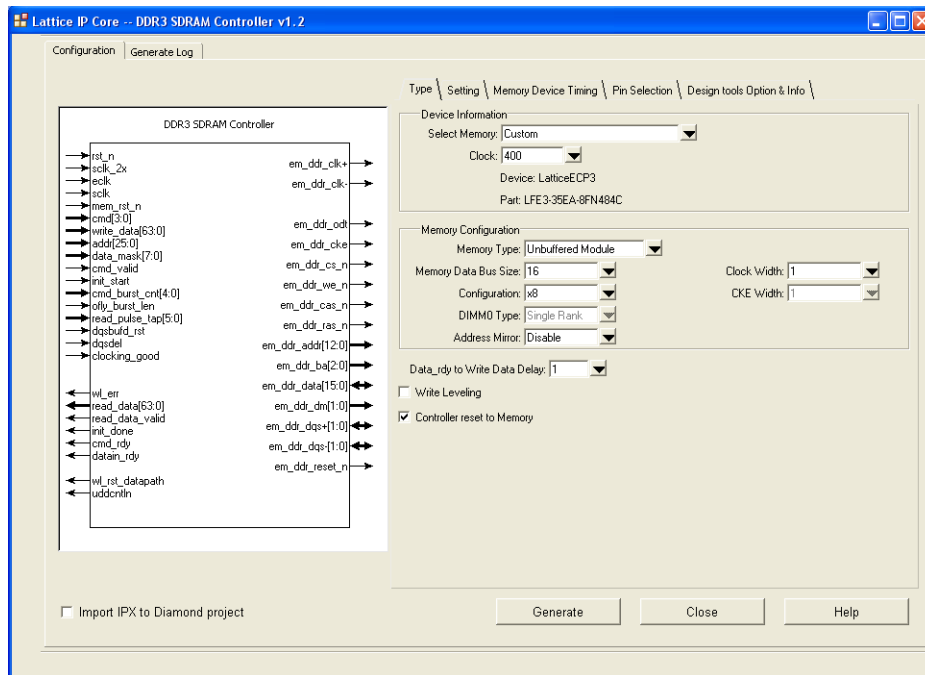 Lattice IP Core -- DDR3 SDRAM Controller v1.2
Configuration Generate Log
DDR3 SDRAM Controller
rst_n
sclk_2x
eclk
sclk
mem_rst_n
cmd[3:0]
write_data[63:0]
addr[25:0]
data_mask[7:0]
cmd_valid
init_start
cmd_burst_cnt[4:0]
ofly_burst_len
read_pulse_tap[5:0]
dqsbufd_rst
dqsdel
clocking_good
wl_err
read_data[63:0]
read_data_valid
init_done
cmd_rdy
datain_rdy
wl_rst_datapath
uddcntln
em_ddr_clk+
em_ddr_clk-
em_ddr_odt
em_ddr_cke
em_ddr_cs_n
em_ddr_we_n
em_ddr_cas_n
em_ddr_ras_n
em_ddr_addr[12:0]
em_ddr_ba[2:0]
em_ddr_data[15:0]
em_ddr_dm[1:0]
em_ddr_dqs+[1:0]
em_ddr_dqs-[1:0]
em_ddr_reset_n
Type Setting Memory Device Timing Pin Selection Design tools Option & Info
Device Information
Select Memory: Custom
Clock: 400
Device: LatticeECP3
Part: LFE3-35EA-8FN484C
Memory Configuration
Memory Type: Unbuffered Module
Memory Data Bus Size: 16 Clock Width: 1
Configuration: x8 CKE Width: 1
DIMM0 Type: Single Rank
Address Mirror: Disable
Data_rdy to Write Data Delay: 1
Write Leveling
Controller reset to Memory
Import IPX to Diamond project
Generate Close Help